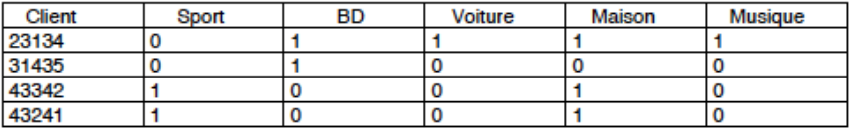 Client Sport BD Voiture Maison Musique
23134 0 1 1 1 1
31435 0 1 0 0 0
43342 1 0 0 1 0
43241 1 0 0 1 0